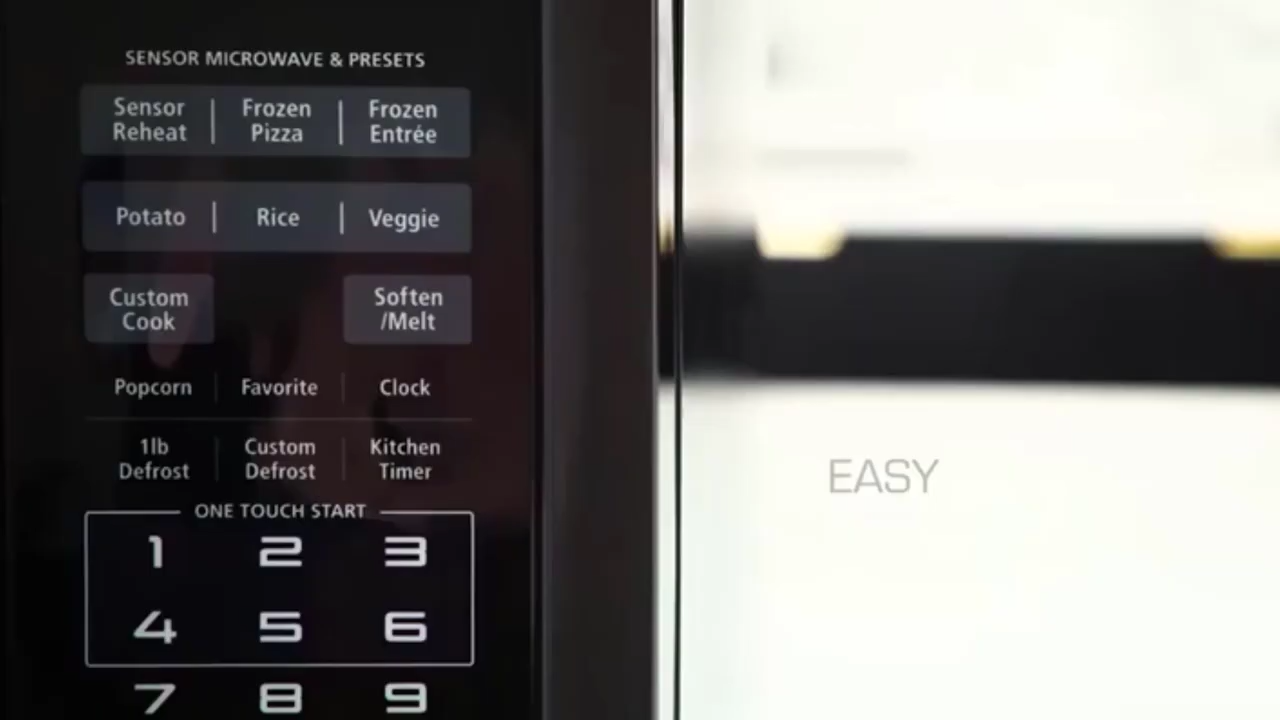 SENSOR MICROWAVE & PRESETS
Sensor Reheat
Frozen Pizza
Frozen Entrée
Potato
Rice
Veggie
Custom Cook
Soften /Melt
Popcorn
Favorite
Clock
1lb Defrost
Custom Defrost
Kitchen Timer
ONE TOUCH START
1 2 3
4 5 6
7 8 9
EASY